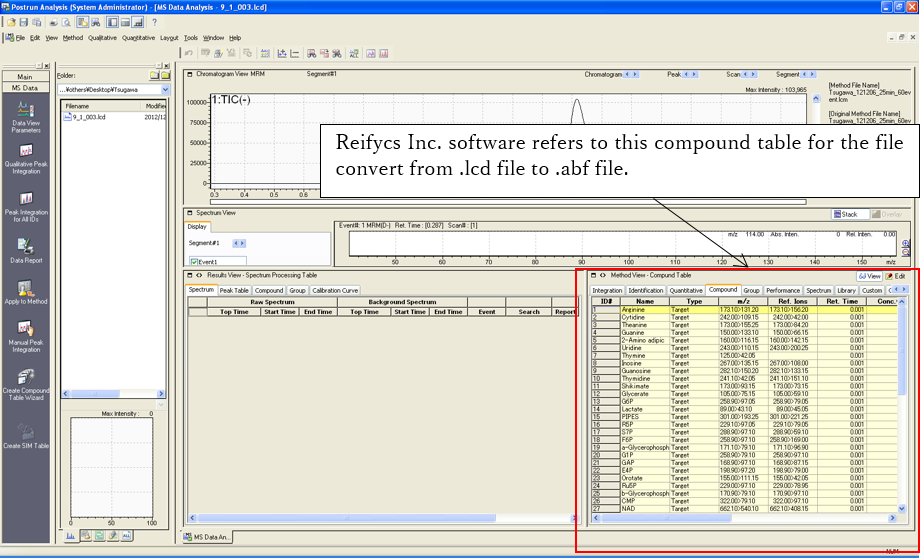 Postrun Analysis (System Administrator) - [MS Data Analysis - 9_1_003.lcd]
File Edit View Method Qualitative Quantitative Layout Tools Window Help
Main
MS Data
Data View Parameters
Qualitative Peak Integration
Peak Integration for All IDs
Data Report
Apply to Method
Manual Peak Integration
Create Compound Table Wizard
Create SIM Table
Folder:
...¥others¥Desktop¥Tsugawa
Filename Modifie
9_1_003.lcd 2012/12
Max Intensity : 0
0 50 100
Chromatogram View MRM Segment#1 Chromatogram Peak Scan Segment
1:TIC(-)
Max Intensity : 103,965
100000
75000
50000
25000
0
0.3 0.4 0.5 0.6
[Method File Name]
Tsugawa_121206_25min_60ev
ent.lcm
[Original Method File Name]
Tsugawa_121206_25min_60ev
Reifycs Inc. software refers to this compound table for the file
convert from .lcd file to .abf file.
Spectrum View Stack Overlay
Display
Segment#1
Event1
Event#: 1 MRM(D-) Ret. Time : [0.287] Scan# : [1]
m/z 114.00 Abs. Inten. 0 Rel. Inten. 0.00
50 60 70 80 90 100 110 120 130 140 150 m/z
Results View - Spectrum Processing Table
Spectrum Peak Table Compound Group Calibration Curve
Raw Spectrum Background Spectrum
Top Time Start Time End Time Top Time Start Time End Time Event Search Report
Method View - Compund Table View Edit
Integration Identification Quantitative Compound Group Performance Spectrum Library Custom
ID# Name Type m/z Ref. Ions Ret. Time Conc.
1 Arginine Target 173.10>131.20 173.10>156.20 0.001
2 Cytidine Target 242.00>109.15 242.00>42.00 0.001
3 Theanine Target 173.00>155.25 173.00>84.20 0.001
4 Guanine Target 150.00>133.10 150.00>66.15 0.001
5 2-Amino adipic Target 160.00>116.15 160.00>142.15 0.001
6 Uridine Target 243.00>110.15 243.00>200.25 0.001
7 Thymine Target 125.00>42.05 0.001
8 Inosine Target 267.00>135.15 267.00>108.00 0.001
9 Guanosine Target 282.10>150.20 282.10>133.15 0.001
10 Thymidine Target 241.10>42.05 241.10>151.10 0.001
11 Shikimate Target 173.00>93.15 173.00>73.15 0.001
12 Glycerate Target 105.00>75.15 105.00>59.10 0.001
13 G6P Target 258.90>97.05 258.90>79.05 0.001
14 Lactate Target 89.00>43.10 89.00>45.05 0.001
15 PIPES Target 301.00>193.25 301.00>221.25 0.001
16 R5P Target 229.10>97.05 229.10>79.05 0.001
17 S7P Target 288.90>97.10 288.90>59.10 0.001
18 F6P Target 258.90>97.10 258.90>169.00 0.001
19 a-Glycerophosph Target 171.10>79.10 171.10>96.90 0.001
20 G1P Target 258.90>79.10 258.90>97.10 0.001
21 GAP Target 168.90>97.10 168.90>87.15 0.001
22 E4P Target 198.90>97.20 198.90>79.00 0.001
23 Orotate Target 155.00>111.15 155.00>42.05 0.001
24 Ru5P Target 229.00>97.10 229.00>78.95 0.001
25 b-Glycerophosph Target 170.90>79.10 170.90>97.10 0.001
26 CMP Target 322.00>79.10 322.00>97.10 0.001
27 NAD Target 662.10>540.10 662.10>408.15 0.001
MS Data An...